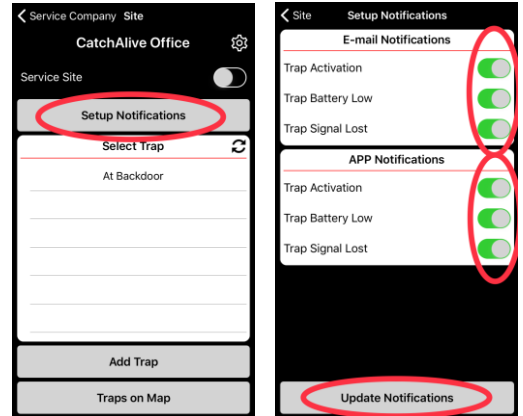 Service Company Site
CatchAlive Office
Service Site
Setup Notifications
Select Trap
At Backdoor
Add Trap
Traps on Map
Site Setup Notifications
E-mail Notifications
Trap Activation
Trap Battery Low
Trap Signal Lost
APP Notifications
Trap Activation
Trap Battery Low
Trap Signal Lost
Update Notifications